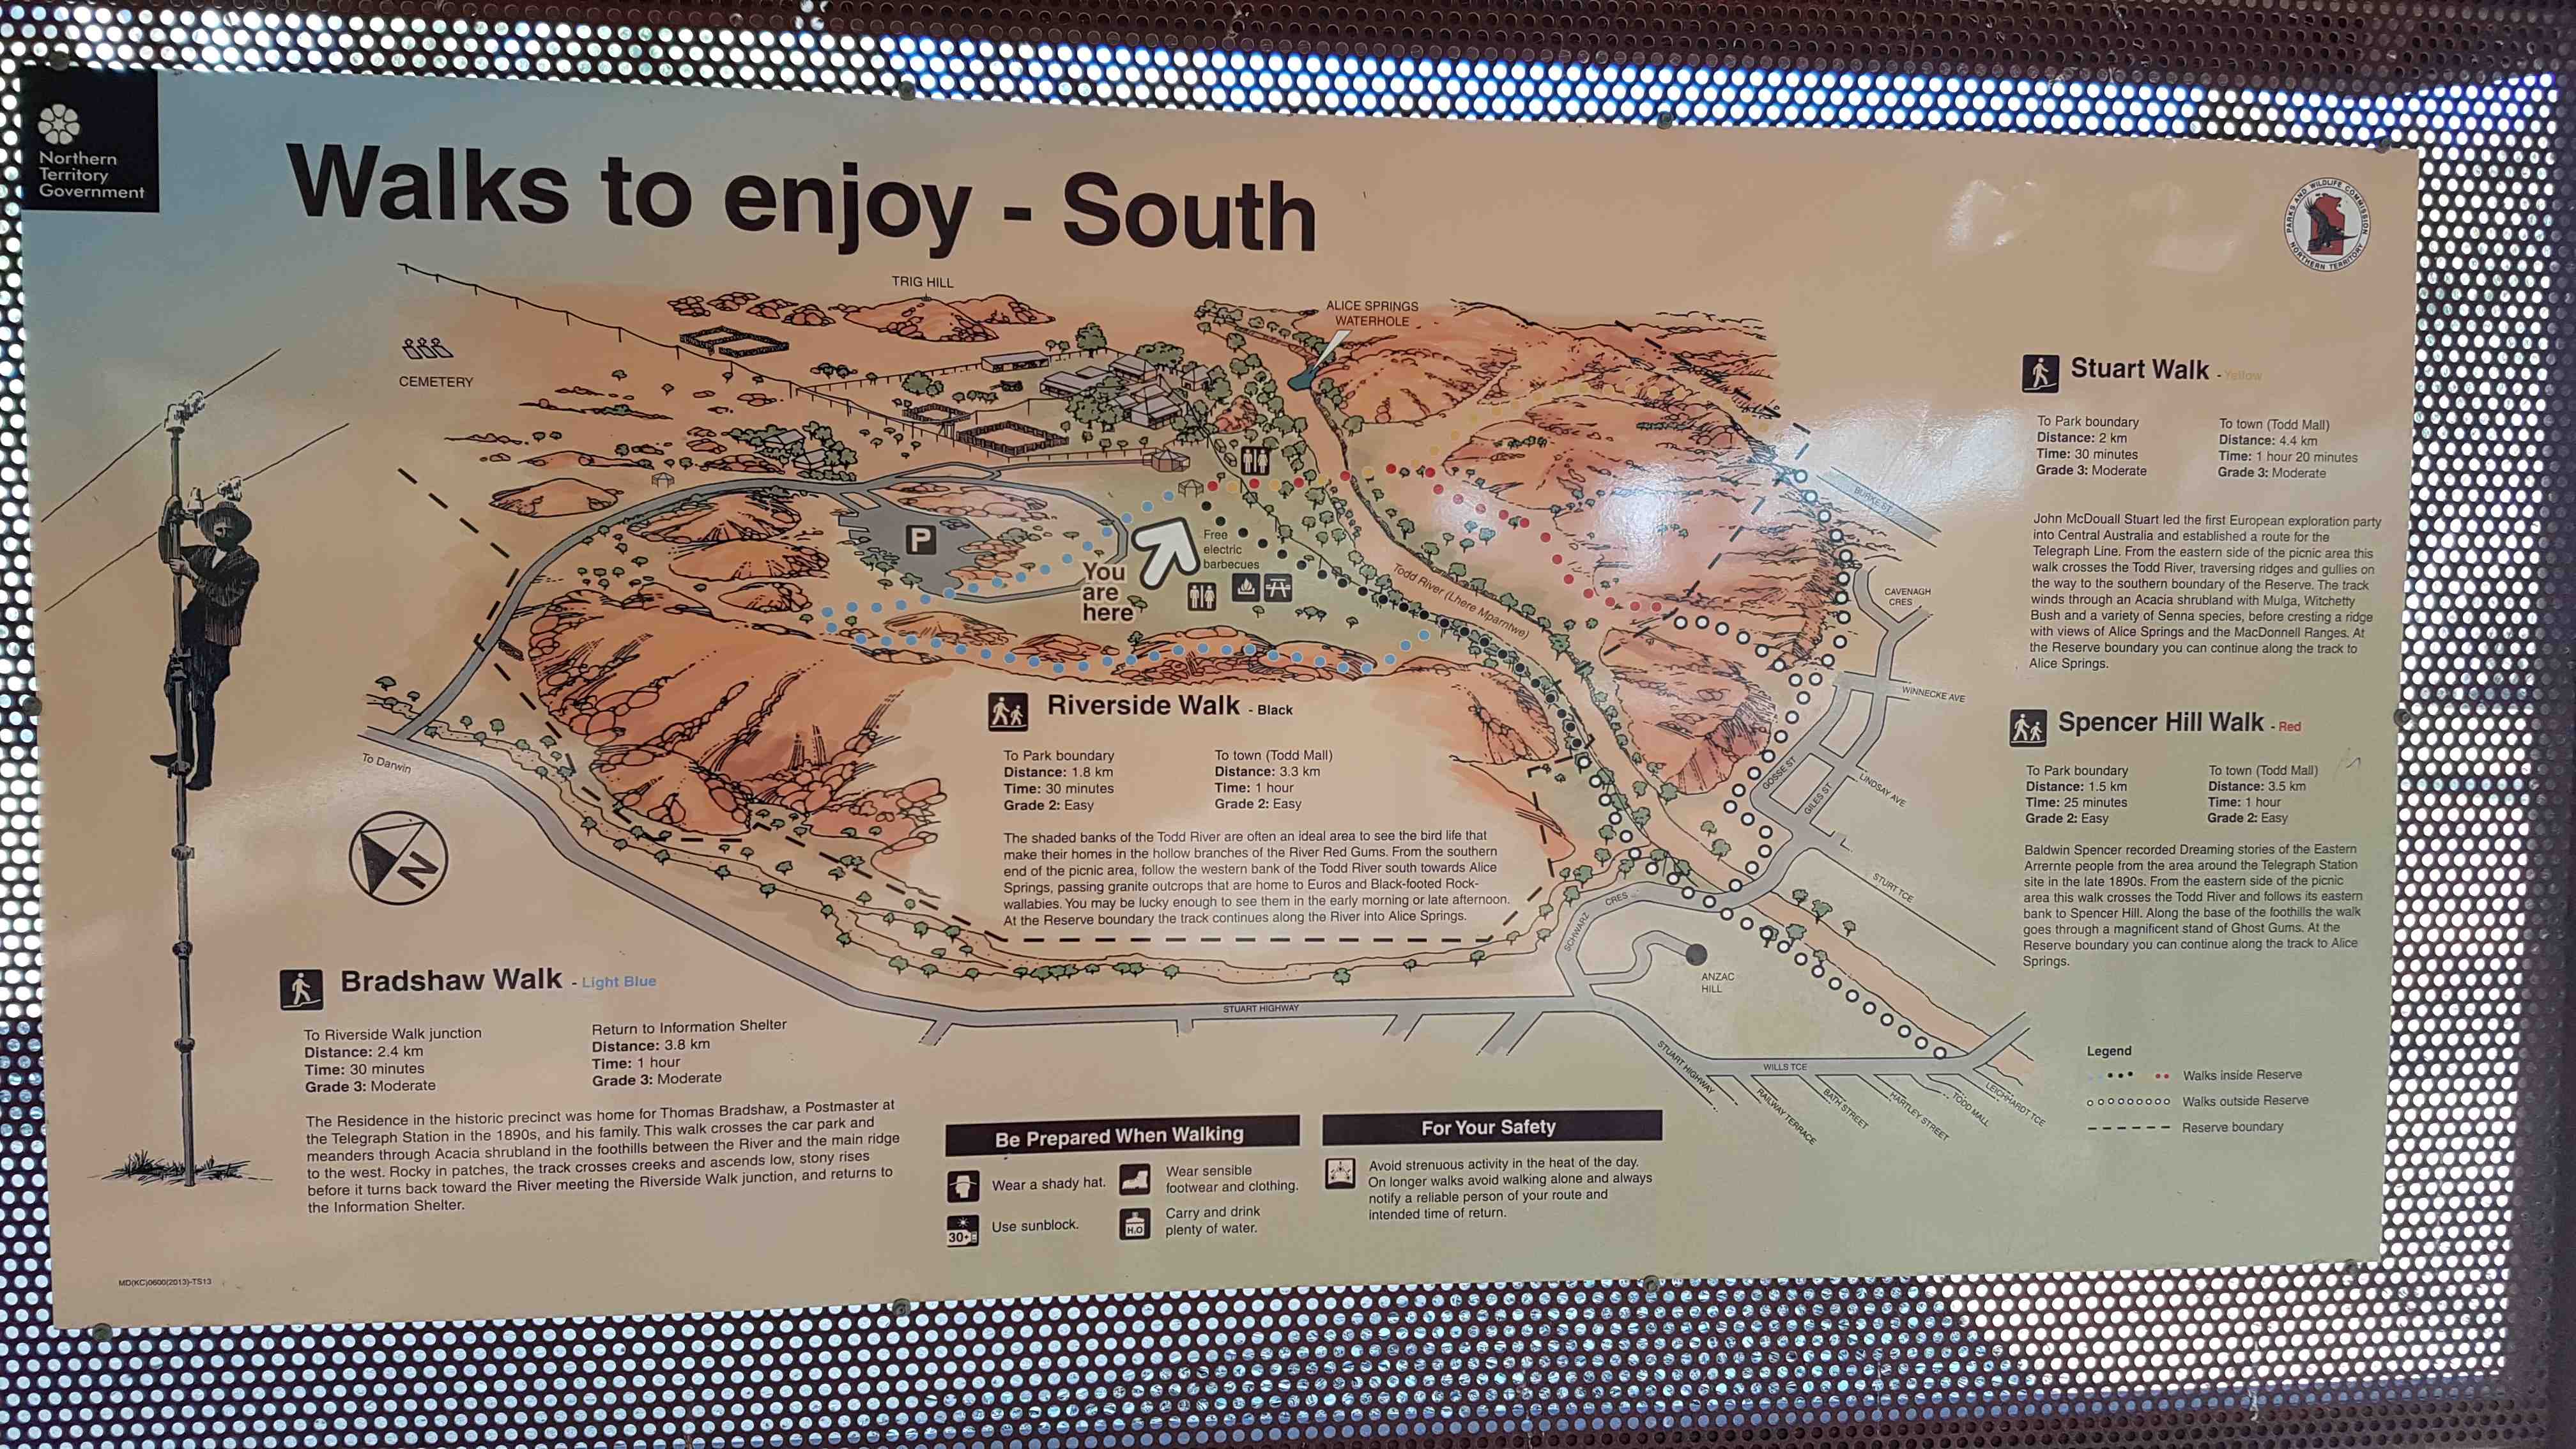 Northern
Territory
Government
Walks to enjoy - South
PARKS AND WILDLIFE COMMISSION
NORTHERN TERRITORY
TRIG HILL
ALICE SPRINGS
WATERHOLE
CEMETERY
P
Free
electric
barbecues
You
are
here
Todd River (Lhere Mparntwe)
BURKE ST
CAVENAGH
CRES
WINNECKE AVE
GOSSE ST
GILES ST
LINDSAY AVE
STURT TCE
SCHWARZ
CRES
ANZAC
HILL
To Darwin
N
STUART HIGHWAY
STUART HIGHWAY
WILLS TCE
RAILWAY TERRACE
BATH STREET
HARTLEY STREET
TODD MALL
LEICHHARDT TCE
Stuart Walk - Yellow
To Park boundary
Distance: 2 km
Time: 30 minutes
Grade 3: Moderate
To town (Todd Mall)
Distance: 4.4 km
Time: 1 hour 20 minutes
Grade 3: Moderate
John McDouall Stuart led the first European exploration party
into Central Australia and established a route for the
Telegraph Line. From the eastern side of the picnic area this
walk crosses the Todd River, traversing ridges and gullies on
the way to the southern boundary of the Reserve. The track
winds through an Acacia shrubland with Mulga, Witchetty
Bush and a variety of Senna species, before cresting a ridge
with views of Alice Springs and the MacDonnell Ranges. At
the Reserve boundary you can continue along the track to
Alice Springs.
Spencer Hill Walk - Red
To Park boundary
Distance: 1.5 km
Time: 25 minutes
Grade 2: Easy
To town (Todd Mall)
Distance: 3.5 km
Time: 1 hour
Grade 2: Easy
Baldwin Spencer recorded Dreaming stories of the Eastern
Arrernte people from the area around the Telegraph Station
site in the late 1890s. From the eastern side of the picnic
area this walk crosses the Todd River and follows its eastern
bank to Spencer Hill. Along the base of the foothills the walk
goes through a magnificent stand of Ghost Gums. At the
Reserve boundary you can continue along the track to Alice
Springs.
Riverside Walk - Black
To Park boundary
Distance: 1.8 km
Time: 30 minutes
Grade 2: Easy
To town (Todd Mall)
Distance: 3.3 km
Time: 1 hour
Grade 2: Easy
The shaded banks of the Todd River are often an ideal area to see the bird life that
make their homes in the hollow branches of the River Red Gums. From the southern
end of the picnic area, follow the western bank of the Todd River south towards Alice
Springs, passing granite outcrops that are home to Euros and Black-footed Rock-
wallabies. You may be lucky enough to see them in the early morning or late afternoon.
At the Reserve boundary the track continues along the River into Alice Springs.
Bradshaw Walk - Light Blue
To Riverside Walk junction
Distance: 2.4 km
Time: 30 minutes
Grade 3: Moderate
Return to Information Shelter
Distance: 3.8 km
Time: 1 hour
Grade 3: Moderate
The Residence in the historic precinct was home for Thomas Bradshaw, a Postmaster at
the Telegraph Station in the 1890s, and his family. This walk crosses the car park and
meanders through Acacia shrubland in the foothills between the River and the main ridge
to the west. Rocky in patches, the track crosses creeks and ascends low, stony rises
before it turns back toward the River meeting the Riverside Walk junction, and returns to
the Information Shelter.
Be Prepared When Walking
Wear a shady hat.
Wear sensible
footwear and clothing.
30+
Use sunblock.
H2O
Carry and drink
plenty of water.
For Your Safety
Avoid strenuous activity in the heat of the day.
On longer walks avoid walking alone and always
notify a reliable person of your route and
intended time of return.
Legend
Walks inside Reserve
Walks outside Reserve
Reserve boundary
MD(KC)0600(2013)-TS13